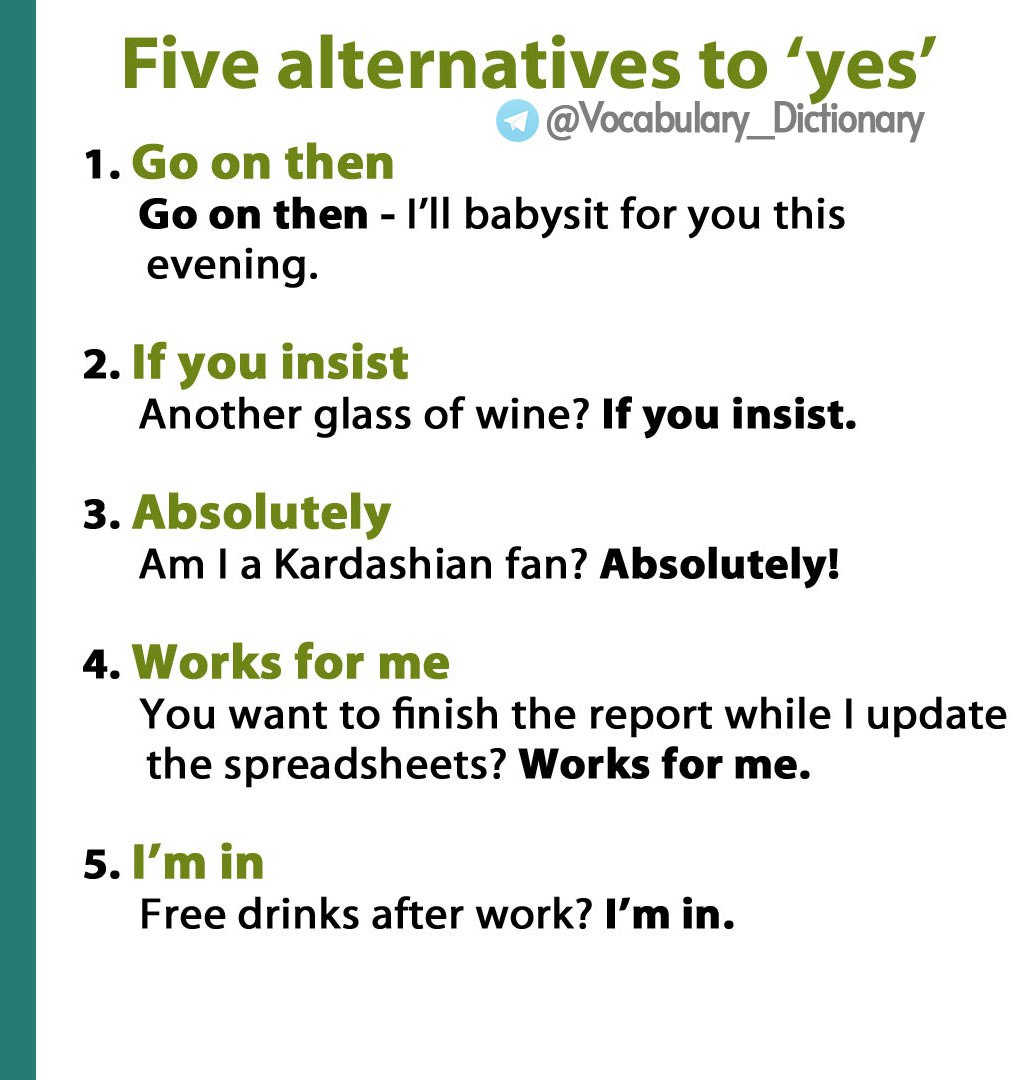 Five alternatives to ‘yes’
@Vocabulary_Dictionary
1. Go on then
Go on then - I’ll babysit for you this
evening.
2. If you insist
Another glass of wine? If you insist.
3. Absolutely
Am I a Kardashian fan? Absolutely!
4. Works for me
You want to finish the report while I update
the spreadsheets? Works for me.
5. I’m in
Free drinks after work? I’m in.